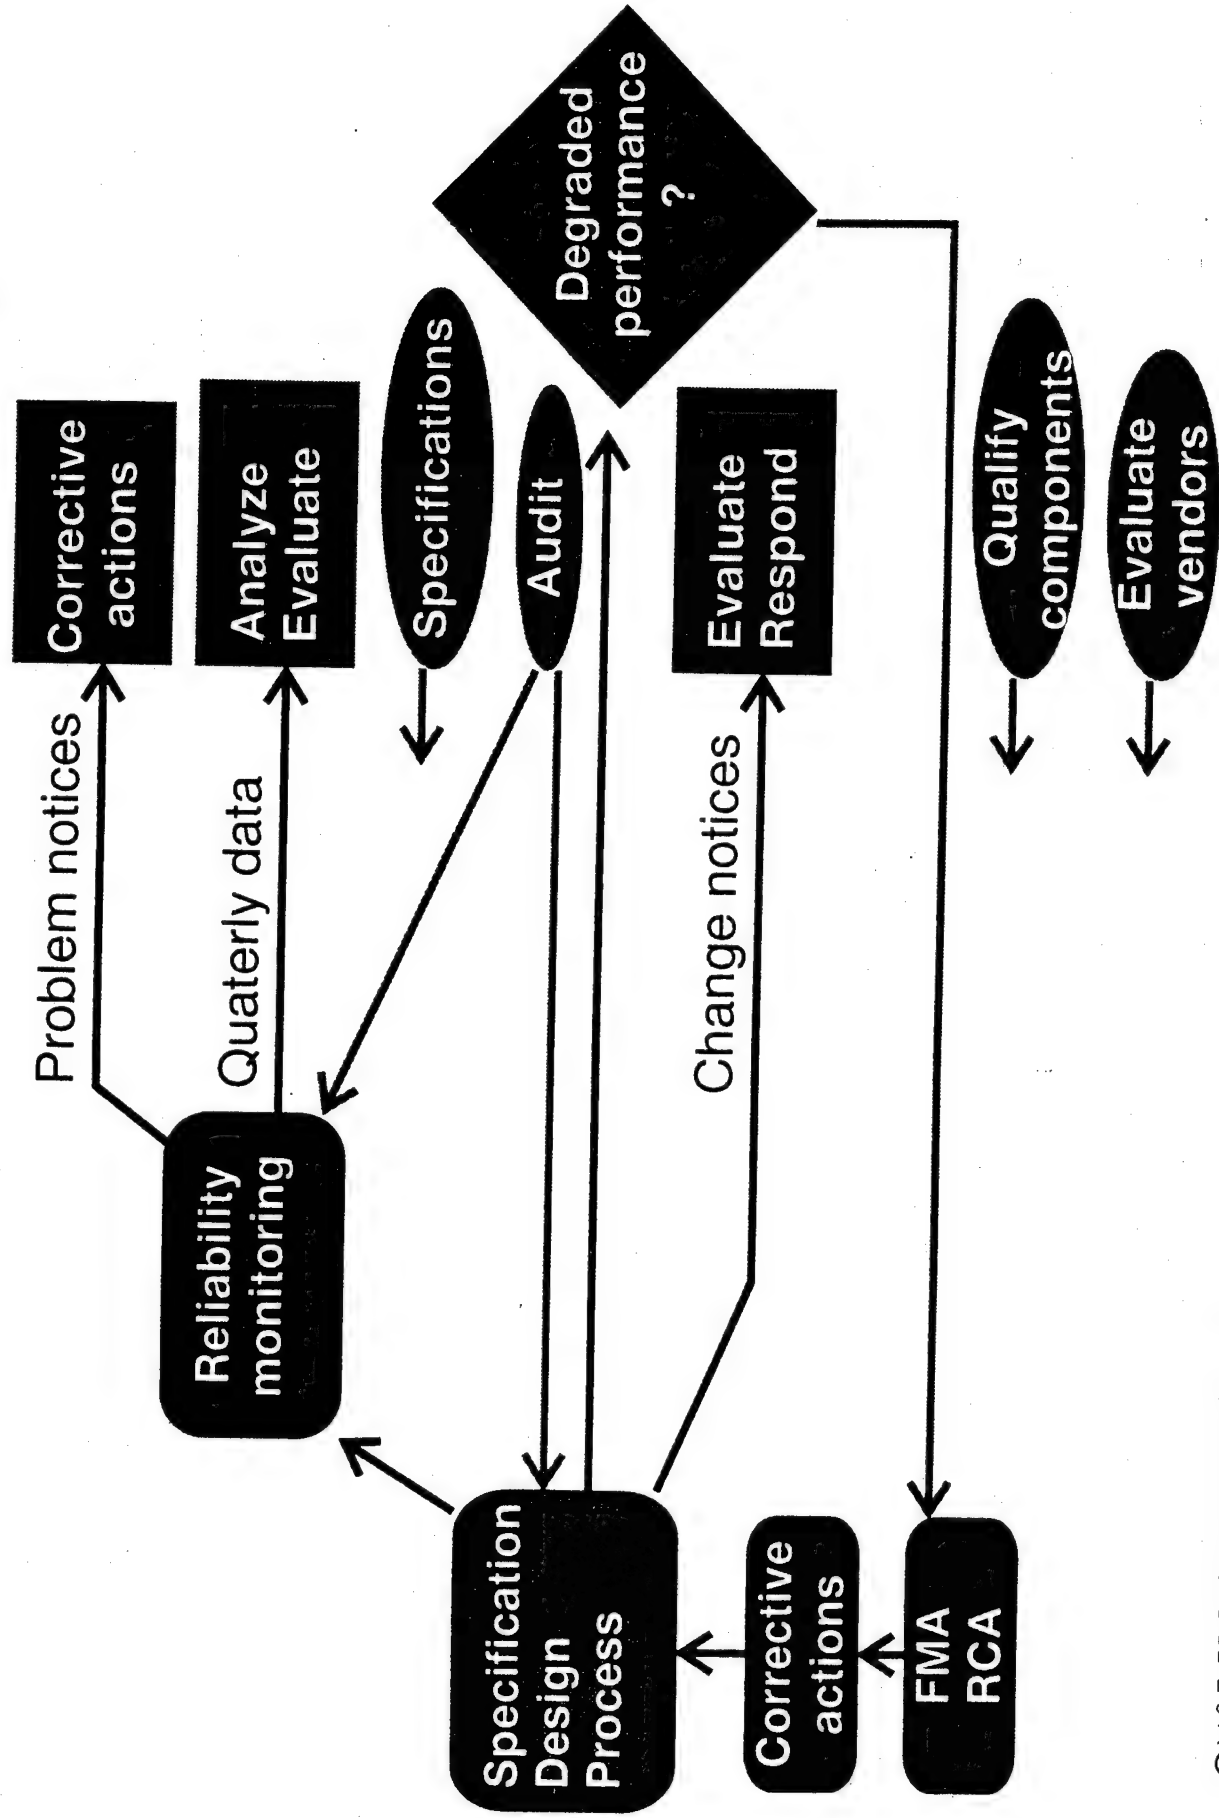 Problem notices
Corrective
actions
Quaterly data
Analyze
Evaluate
Reliability
monitoring
Specifications
Audit
Specification
Design
Process
Degraded
performance
?
Change notices
Evaluate
Respond
Corrective
actions
FMA
RCA
Qualify
components
Evaluate
vendors